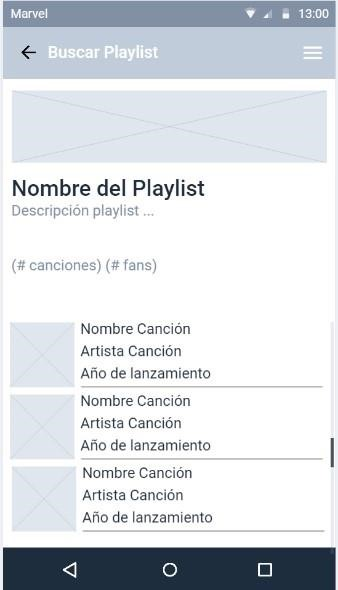 Marvel 13:00
Buscar Playlist
Nombre del Playlist
Descripción playlist ...
(# canciones) (# fans)
Nombre Canción
Artista Canción
Año de lanzamiento
Nombre Canción
Artista Canción
Año de lanzamiento
Nombre Canción
Artista Canción
Año de lanzamiento